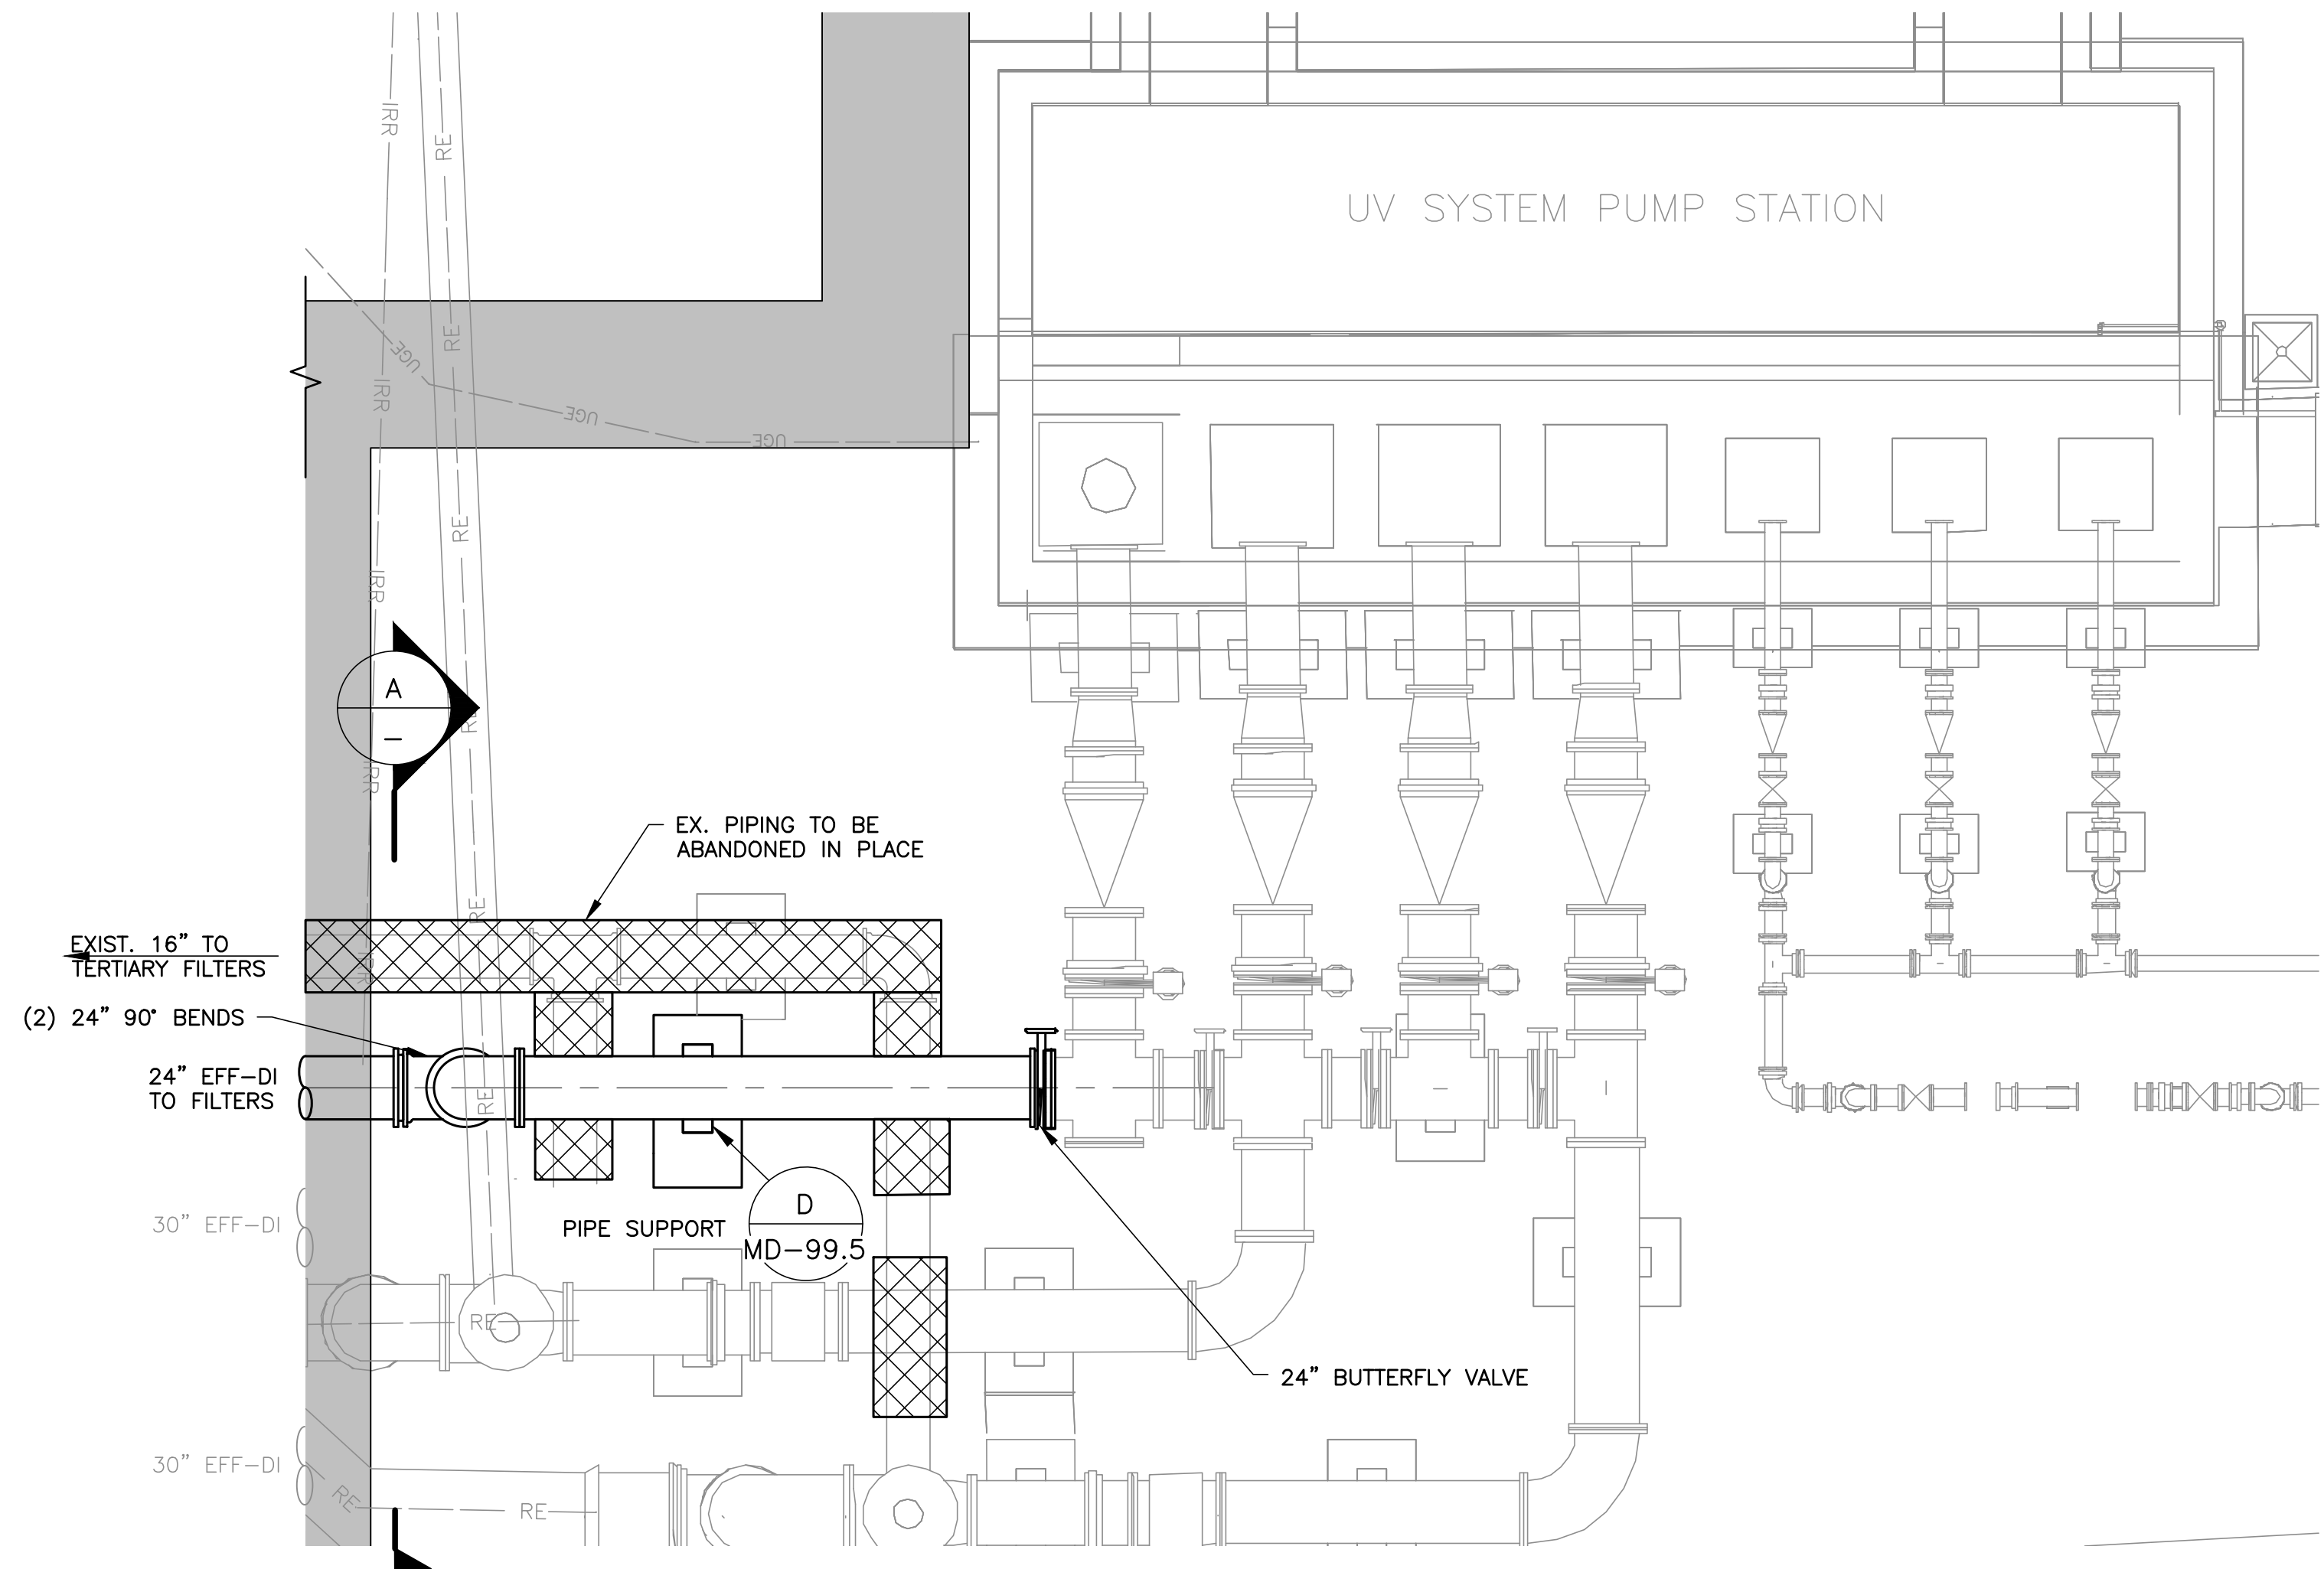 IRR
RE
UV SYSTEM PUMP STATION
RE
UGE
IRR
UGE
UGE
RE
IRR
A
–
RE
IRR
EX. PIPING TO BE
ABANDONED IN PLACE
RE
EXIST. 16" TO
TERTIARY FILTERS
IRR
(2) 24" 90° BENDS
24" EFF-DI
TO FILTERS
RE
D
MD-99.5
PIPE SUPPORT
30" EFF-DI
RE
24" BUTTERFLY VALVE
30" EFF-DI
RE
RE